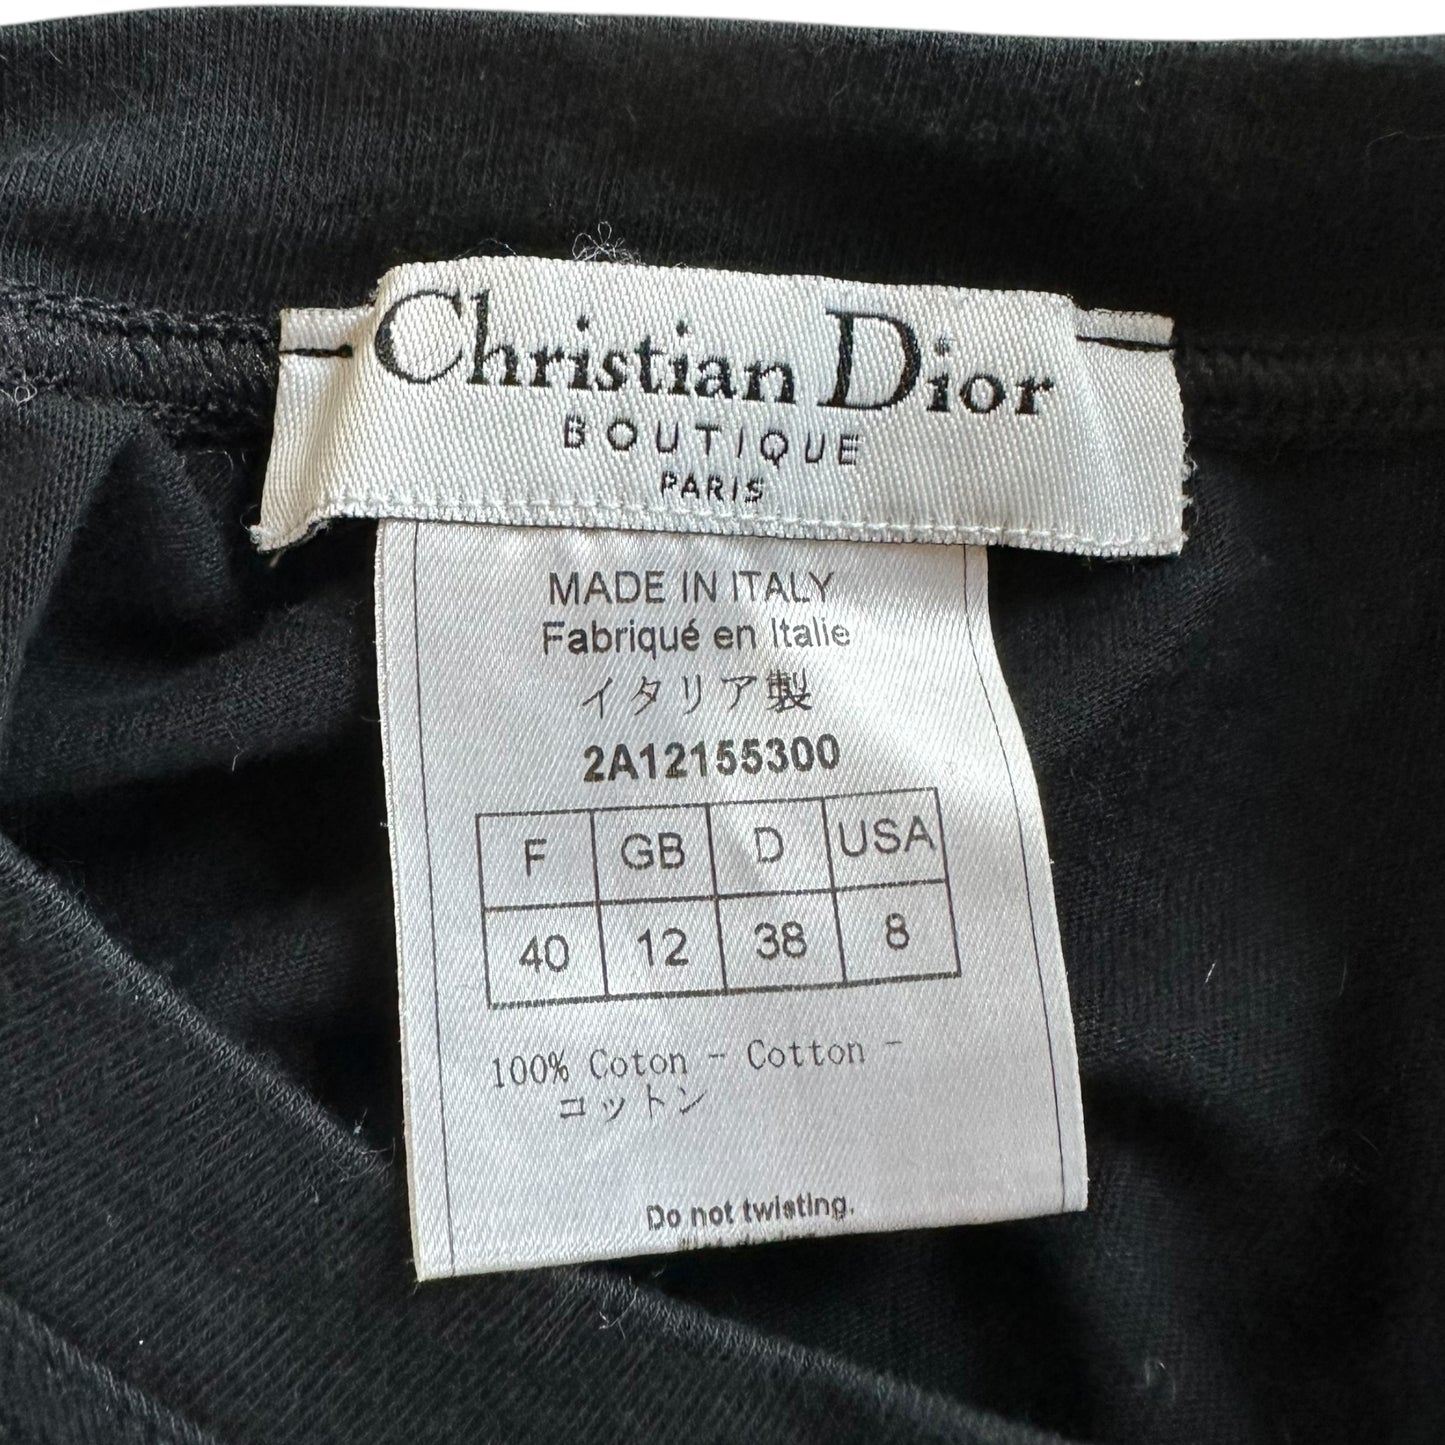 Christian Dior
BOUTIQUE
PARIS
MADE IN ITALY
Fabriqué en Italie
イタリア製
2A12155300
F GB D USA
40 12 38 8
100% Coton - Cotton -
コットン
Do not twisting.